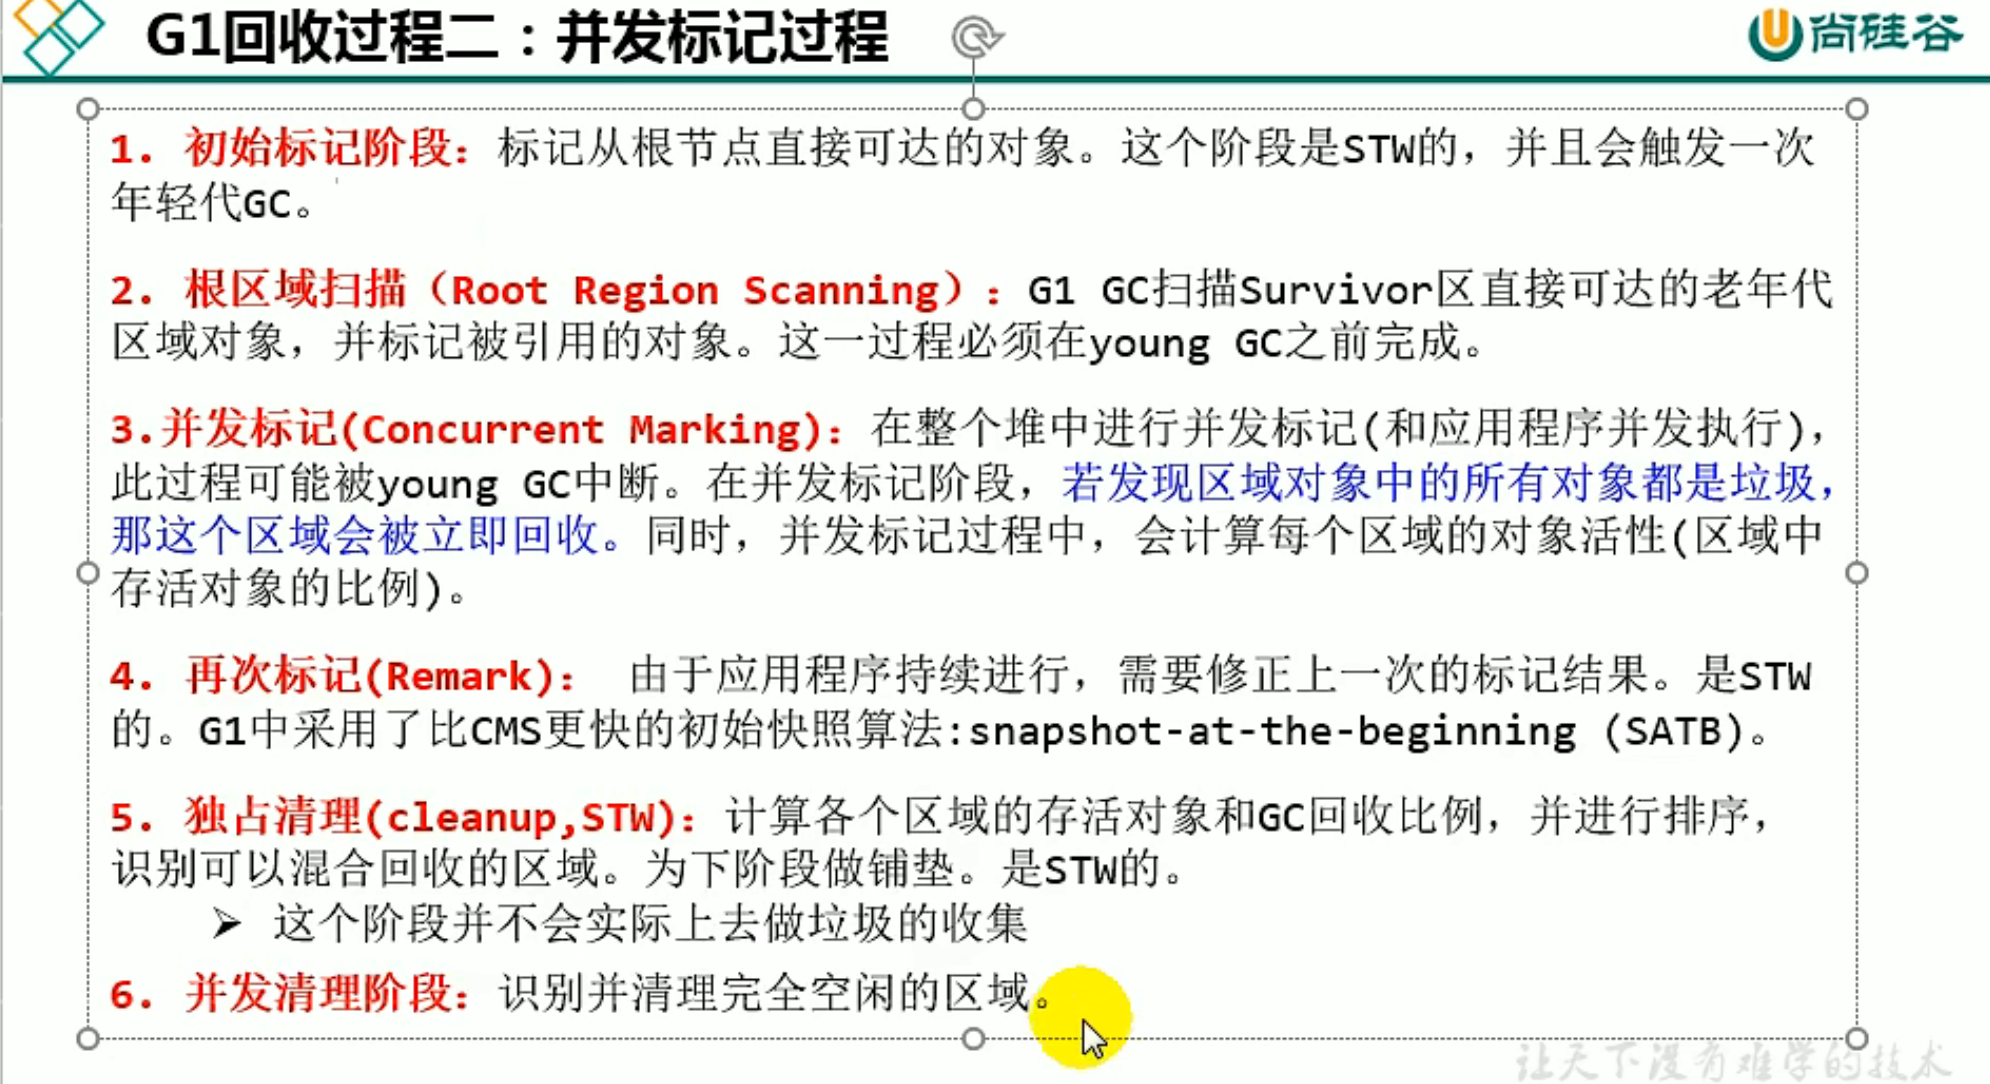 G1回收过程二：并发标记过程
尚硅谷
1. 初始标记阶段：标记从根节点直接可达的对象。这个阶段是STW的，并且会触发一次
年轻代GC。
2. 根区域扫描（Root Region Scanning）：G1 GC扫描Survivor区直接可达的老年代
区域对象，并标记被引用的对象。这一过程必须在young GC之前完成。
3.并发标记(Concurrent Marking)：在整个堆中进行并发标记(和应用程序并发执行)，
此过程可能被young GC中断。在并发标记阶段，若发现区域对象中的所有对象都是垃圾，
那这个区域会被立即回收。同时，并发标记过程中，会计算每个区域的对象活性(区域中
存活对象的比例)。
4. 再次标记(Remark)： 由于应用程序持续进行，需要修正上一次的标记结果。是STW
的。G1中采用了比CMS更快的初始快照算法:snapshot-at-the-beginning (SATB)。
5. 独占清理(cleanup,STW)：计算各个区域的存活对象和GC回收比例，并进行排序，
识别可以混合回收的区域。为下阶段做铺垫。是STW的。
➢ 这个阶段并不会实际上去做垃圾的收集
6. 并发清理阶段：识别并清理完全空闲的区域。
让天下没有难学的技术